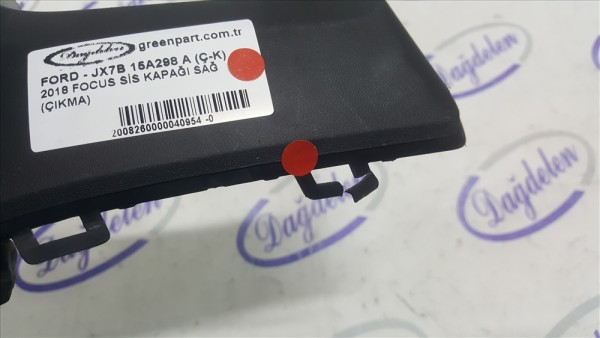 Dağdelen
greenpart.com.tr
FORD - JX7B 15A298 A (Ç-K)
2018 FOCUS SİS KAPAĞI SAĞ
(ÇIKMA)
2008260000040954 -0
Dağdelen
Dağdelen
Dağdelen